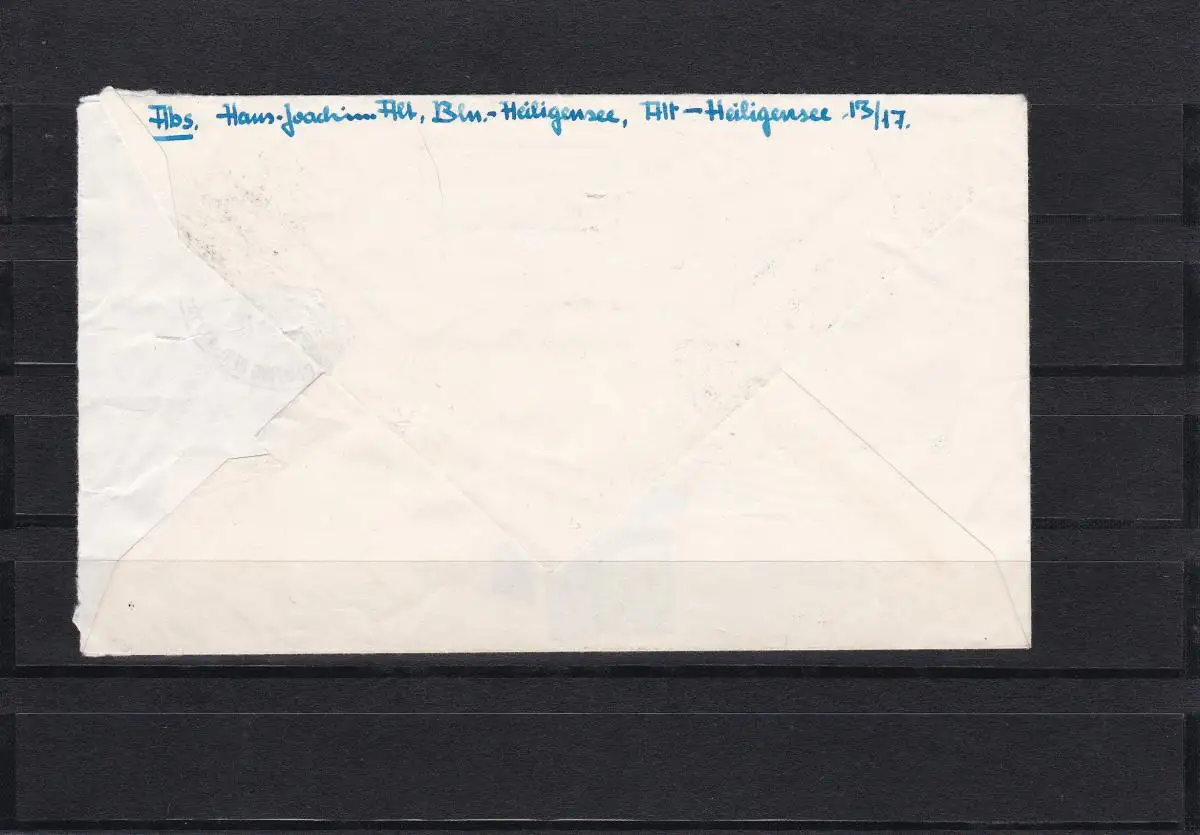 Abs. Hans-Joachim Alt, Bln.-Heiligensee, Alt-Heiligensee 13/17.